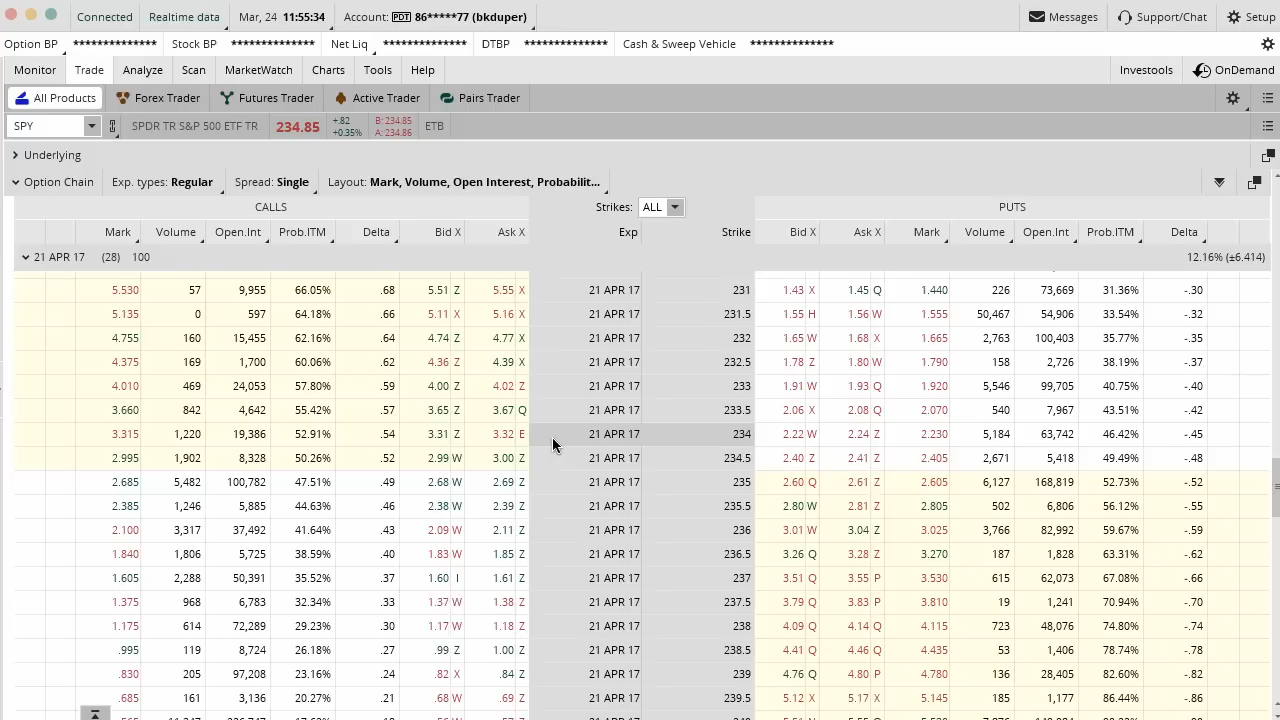 Connected Realtime data Mar, 24 11:55:34 Account: PDT 86*****77 (bkduper) Messages Support/Chat Setup
Option BP ************** Stock BP ************** Net Liq ************** DTBP ************** Cash & Sweep Vehicle **************
Monitor Trade Analyze Scan MarketWatch Charts Tools Help Investools OnDemand
All Products Forex Trader Futures Trader Active Trader Pairs Trader
SPY SPDR TR S&P 500 ETF TR 234.85 +.82 +0.35% B: 234.85 A: 234.86 ETB
Underlying
Option Chain Exp. types: Regular Spread: Single Layout: Mark, Volume, Open Interest, Probabilit...
CALLS Strikes: ALL PUTS
Mark Volume Open.Int Prob.ITM Delta Bid X Ask X Exp Strike Bid X Ask X Mark Volume Open.Int Prob.ITM Delta
21 APR 17 (28) 100 12.16% (±6.414)
5.530 57 9,955 66.05% .68 5.51 Z 5.55 X 21 APR 17 231 1.43 X 1.45 Q 1.440 226 73,669 31.36% -.30
5.135 0 597 64.18% .66 5.11 X 5.16 X 21 APR 17 231.5 1.55 H 1.56 W 1.555 50,467 54,906 33.54% -.32
4.755 160 15,455 62.16% .64 4.74 Z 4.77 X 21 APR 17 232 1.65 W 1.68 X 1.665 2,763 100,403 35.77% -.35
4.375 169 1,700 60.06% .62 4.36 Z 4.39 X 21 APR 17 232.5 1.78 Z 1.80 W 1.790 158 2,726 38.19% -.37
4.010 469 24,053 57.80% .59 4.00 Z 4.02 Z 21 APR 17 233 1.91 W 1.93 Q 1.920 5,546 99,705 40.75% -.40
3.660 842 4,642 55.42% .57 3.65 Z 3.67 Q 21 APR 17 233.5 2.06 X 2.08 Q 2.070 540 7,967 43.51% -.42
3.315 1,220 19,386 52.91% .54 3.31 Z 3.32 E 21 APR 17 234 2.22 W 2.24 Z 2.230 5,184 63,742 46.42% -.45
2.995 1,902 8,328 50.26% .52 2.99 W 3.00 Z 21 APR 17 234.5 2.40 Z 2.41 Z 2.405 2,671 5,418 49.49% -.48
2.685 5,482 100,782 47.51% .49 2.68 W 2.69 Z 21 APR 17 235 2.60 Q 2.61 Z 2.605 6,127 168,819 52.73% -.52
2.385 1,246 5,885 44.63% .46 2.38 W 2.39 Z 21 APR 17 235.5 2.80 W 2.81 Z 2.805 502 6,806 56.12% -.55
2.100 3,317 37,492 41.64% .43 2.09 W 2.11 Z 21 APR 17 236 3.01 W 3.04 Z 3.025 3,766 82,992 59.67% -.59
1.840 1,806 5,725 38.59% .40 1.83 W 1.85 Z 21 APR 17 236.5 3.26 Q 3.28 Z 3.270 187 1,828 63.31% -.62
1.605 2,288 50,391 35.52% .37 1.60 I 1.61 Z 21 APR 17 237 3.51 Q 3.55 P 3.530 615 62,073 67.08% -.66
1.375 968 6,783 32.34% .33 1.37 W 1.38 Z 21 APR 17 237.5 3.79 Q 3.83 P 3.810 19 1,241 70.94% -.70
1.175 614 72,289 29.23% .30 1.17 W 1.18 Z 21 APR 17 238 4.09 Q 4.14 Q 4.115 723 48,076 74.80% -.74
.995 119 8,724 26.18% .27 .99 Z 1.00 Z 21 APR 17 238.5 4.41 Q 4.46 Q 4.435 53 1,406 78.74% -.78
.830 205 97,208 23.16% .24 .82 X .84 Z 21 APR 17 239 4.76 Q 4.80 P 4.780 136 28,405 82.60% -.82
.685 161 3,136 20.27% .21 .68 W .69 Z 21 APR 17 239.5 5.12 X 5.17 X 5.145 185 1,177 86.44% -.86